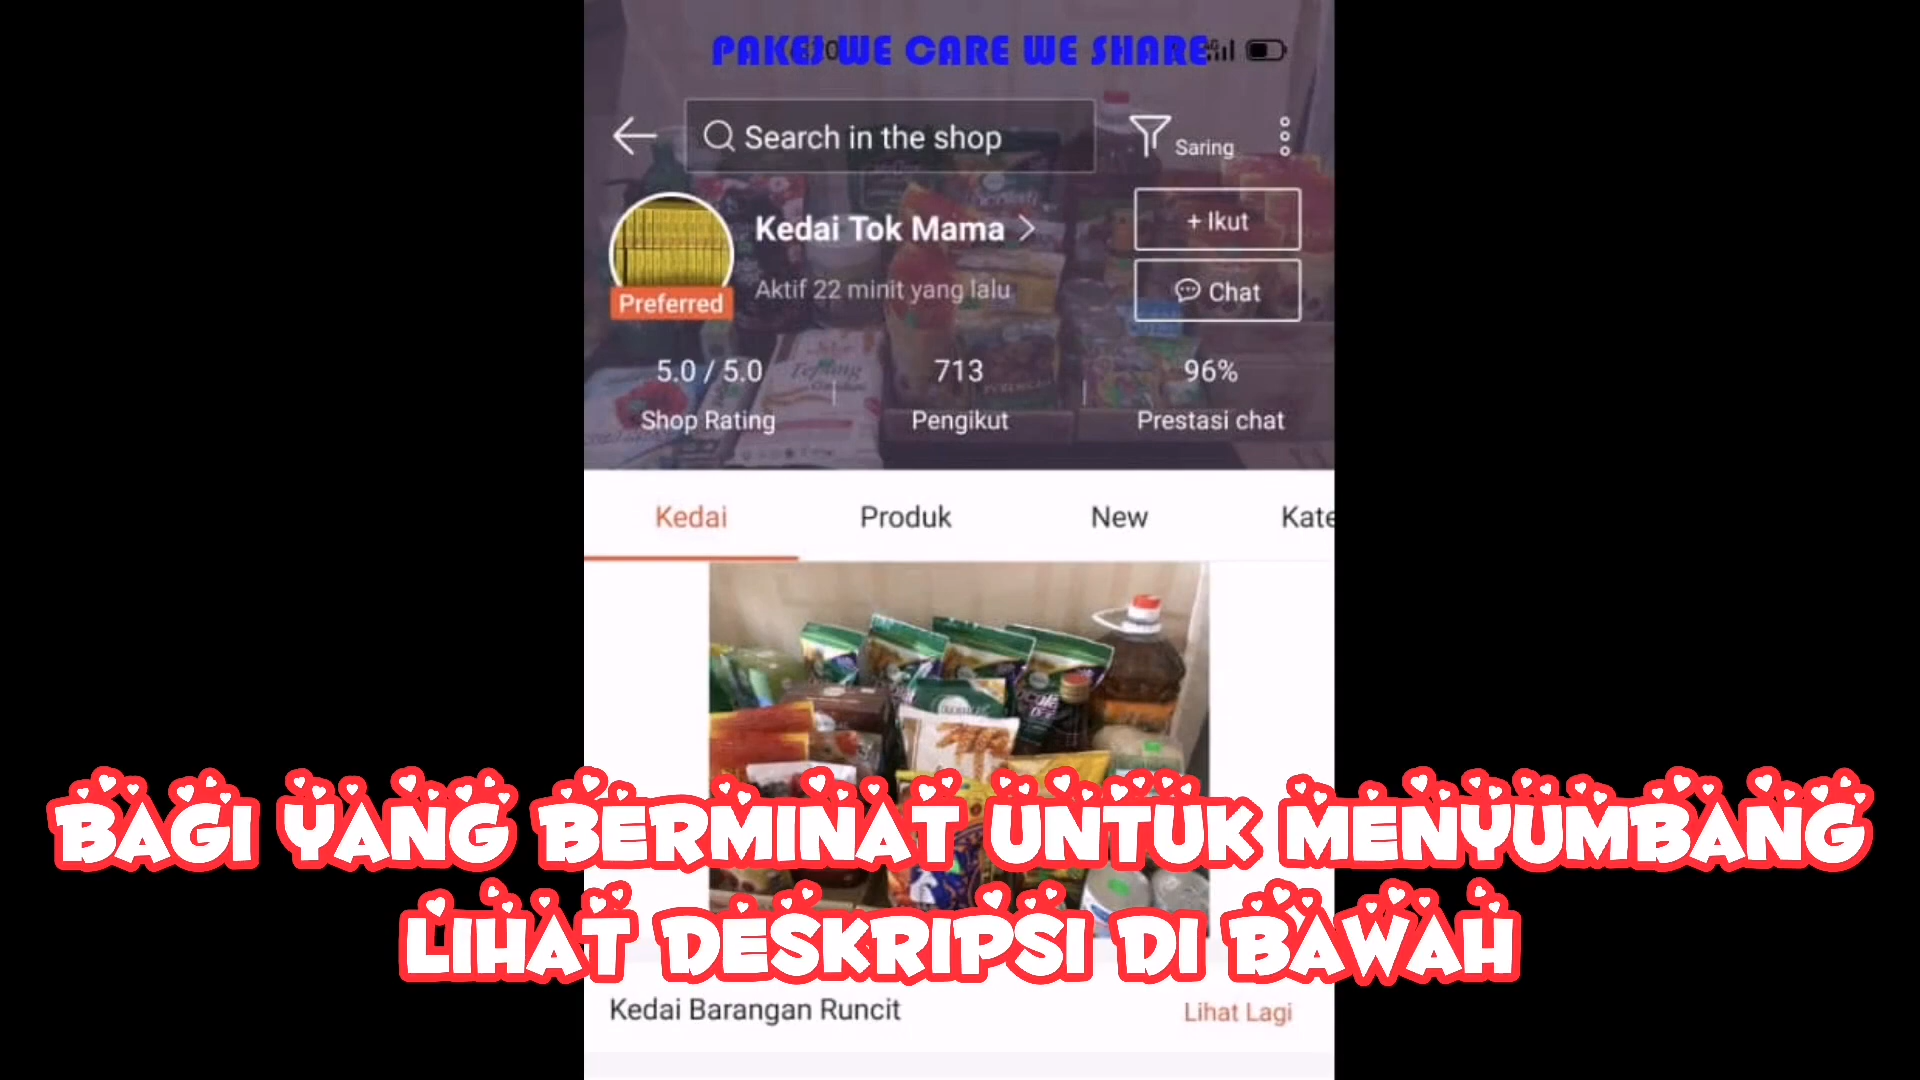 PAKEJ WE CARE WE SHARE
Search in the shop
Saring
Kedai Tok Mama
+ Ikut
Preferred
Aktif 22 minit yang lalu
Chat
5.0 / 5.0
713
96%
Shop Rating
Pengikut
Prestasi chat
Kedai
Produk
New
Kate
BAGI YANG BERMINAT UNTUK MENYUMBANG
LIHAT DESKRIPSI DI BAWAH
Kedai Barangan Runcit
Lihat Lagi